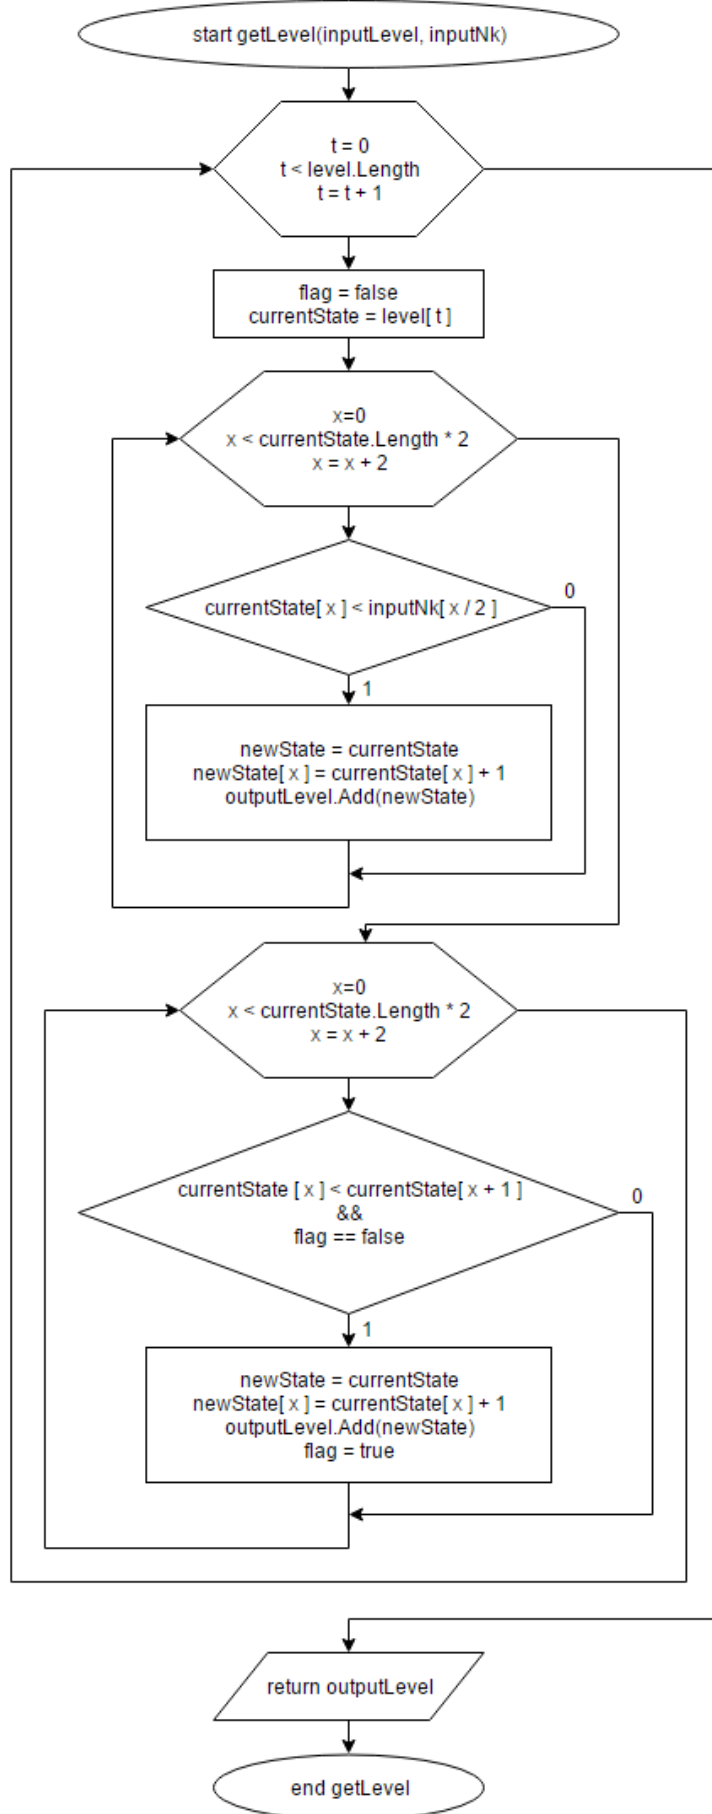 start getLevel(inputLevel, inputNk)
t = 0
t < level.Length
t = t + 1
flag = false
currentState = level[ t ]
x=0
x < currentState.Length * 2
x = x + 2
currentState[ x ] < inputNk[ x / 2 ]
0
1
newState = currentState
newState[ x ] = currentState[ x ] + 1
outputLevel.Add(newState)
x=0
x < currentState.Length * 2
x = x + 2
currentState [ x ] < currentState[ x + 1 ]
&&
flag == false
0
1
newState = currentState
newState[ x ] = currentState[ x ] + 1
outputLevel.Add(newState)
flag = true
return outputLevel
end getLevel